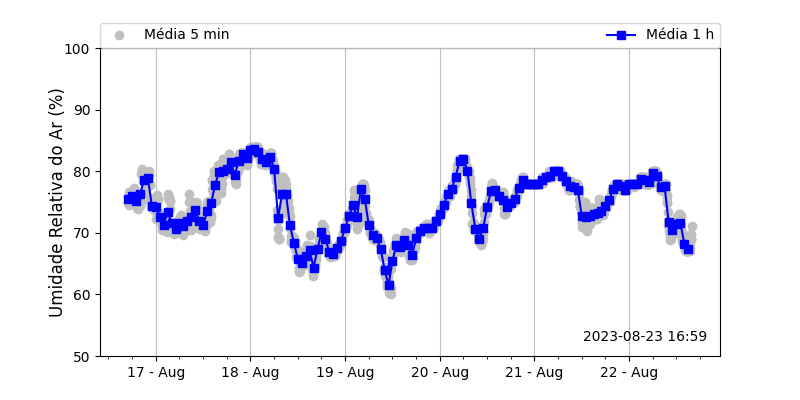 Média 5 min
Média 1 h
Umidade Relativa do Ar (%)
100
90
80
70
60
50
2023-08-23 16:59
17 - Aug
18 - Aug
19 - Aug
20 - Aug
21 - Aug
22 - Aug